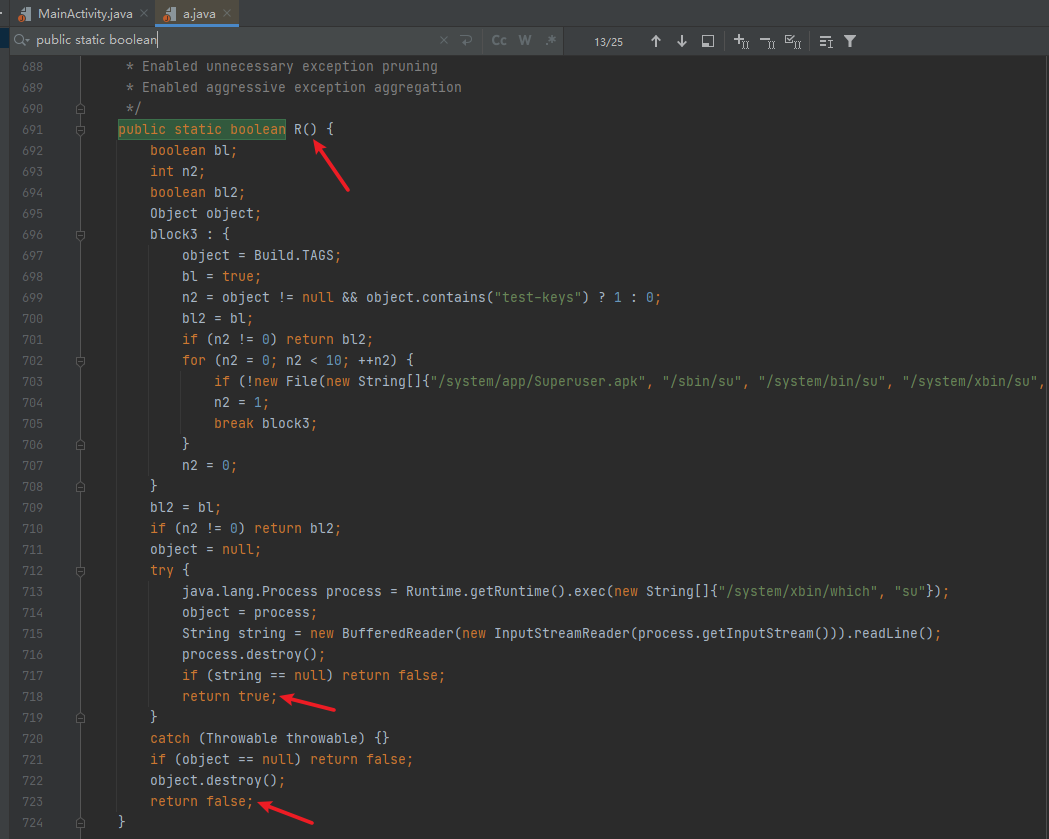 MainActivity.java × a.java ×
public static boolean × Cc W .* 13/25
688 * Enabled unnecessary exception pruning
689 * Enabled aggressive exception aggregation
690 */
691 public static boolean R() {
692 boolean bl;
693 int n2;
694 boolean bl2;
695 Object object;
696 block3 : {
697 object = Build.TAGS;
698 bl = true;
699 n2 = object != null && object.contains("test-keys") ? 1 : 0;
700 bl2 = bl;
701 if (n2 != 0) return bl2;
702 for (n2 = 0; n2 < 10; ++n2) {
703 if (!new File(new String[]{"/system/app/Superuser.apk", "/sbin/su", "/system/bin/su", "/system/xbin/su",
704 n2 = 1;
705 break block3;
706 }
707 n2 = 0;
708 }
709 bl2 = bl;
710 if (n2 != 0) return bl2;
711 object = null;
712 try {
713 java.lang.Process process = Runtime.getRuntime().exec(new String[]{"/system/xbin/which", "su"});
714 object = process;
715 String string = new BufferedReader(new InputStreamReader(process.getInputStream())).readLine();
716 process.destroy();
717 if (string == null) return false;
718 return true;
719 }
720 catch (Throwable throwable) {}
721 if (object == null) return false;
722 object.destroy();
723 return false;
724 }